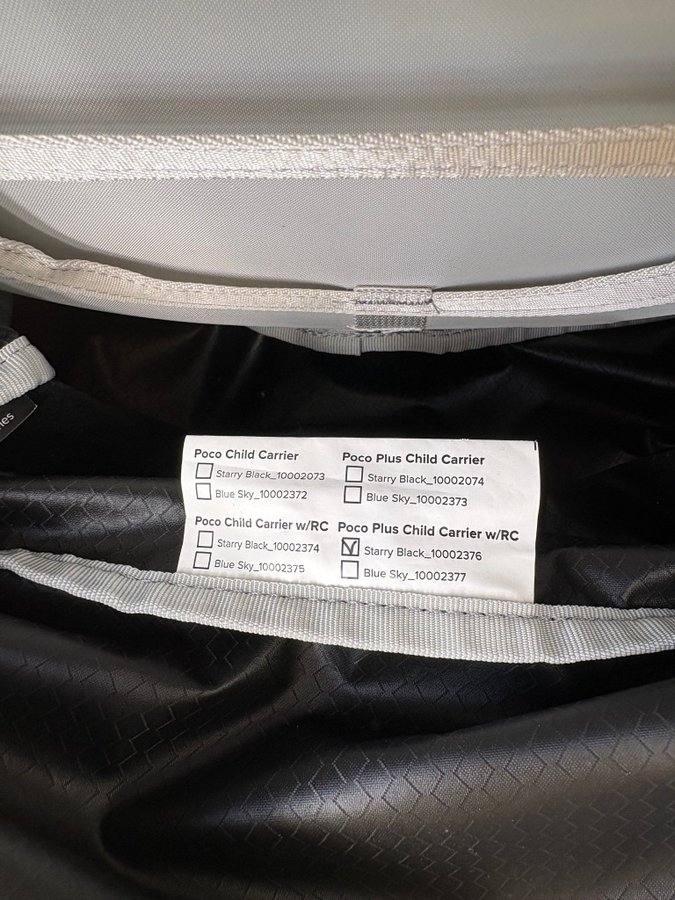 Poco Child Carrier
Starry Black_10002073
Blue Sky_10002372
Poco Plus Child Carrier
Starry Black_10002074
Blue Sky_10002373
Poco Child Carrier w/RC
Starry Black_10002374
Blue Sky_10002375
Poco Plus Child Carrier w/RC
Starry Black_10002376
Blue Sky_10002377